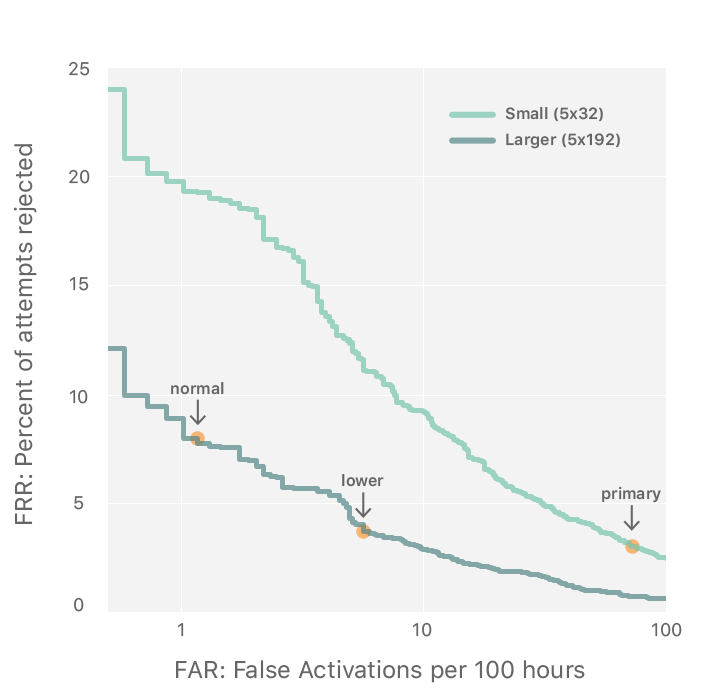 25
20
15
10
5
0
FRR: Percent of attempts rejected
Small (5x32)
Larger (5x192)
normal
lower
primary
1
10
100
FAR: False Activations per 100 hours